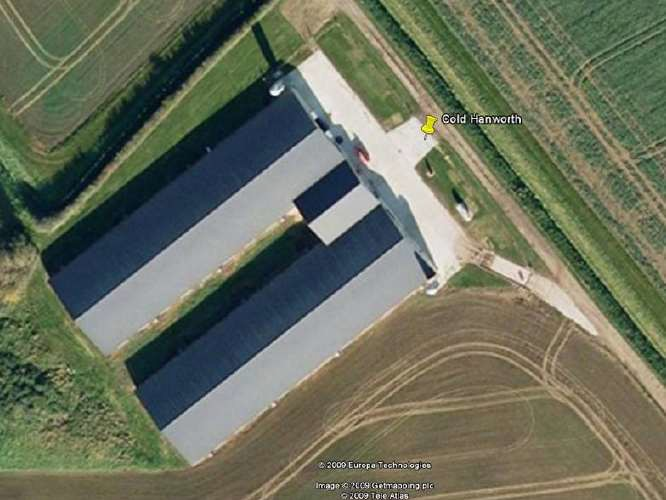 Cold Hanworth
© 2009 Europa Technologies
Image © 2009 Getmapping plc
© 2009 Tele Atlas